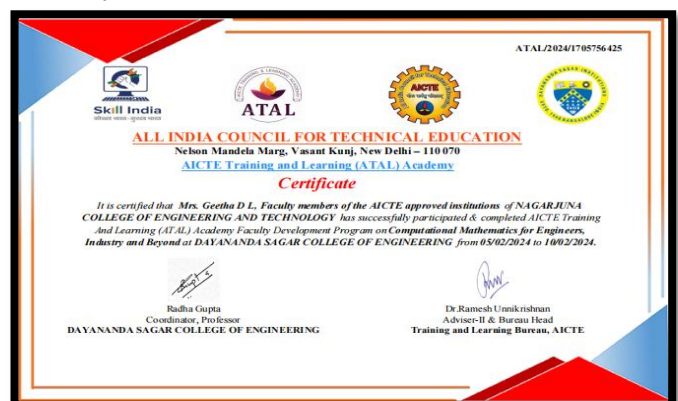 ATAL/2024/1705756425
Skill India
कौशल भारत - कुशल भारत
ATAL
AICTE
ALL INDIA COUNCIL FOR TECHNICAL EDUCATION
Nelson Mandela Marg, Vasant Kunj, New Delhi – 110 070
AICTE Training and Learning (ATAL) Academy
Certificate
It is certified that Mrs. Geetha D L, Faculty members of the AICTE approved institutions of NAGARJUNA
COLLEGE OF ENGINEERING AND TECHNOLOGY has successfully participated & completed AICTE Training
And Learning (ATAL) Academy Faculty Development Program on Computational Mathematics for Engineers,
Industry and Beyond at DAYANANDA SAGAR COLLEGE OF ENGINEERING from 05/02/2024 to 10/02/2024.
Radha Gupta
Coordinator, Professor
DAYANANDA SAGAR COLLEGE OF ENGINEERING
Dr.Ramesh Unnikrishnan
Adviser-II & Bureau Head
Training and Learning Bureau, AICTE